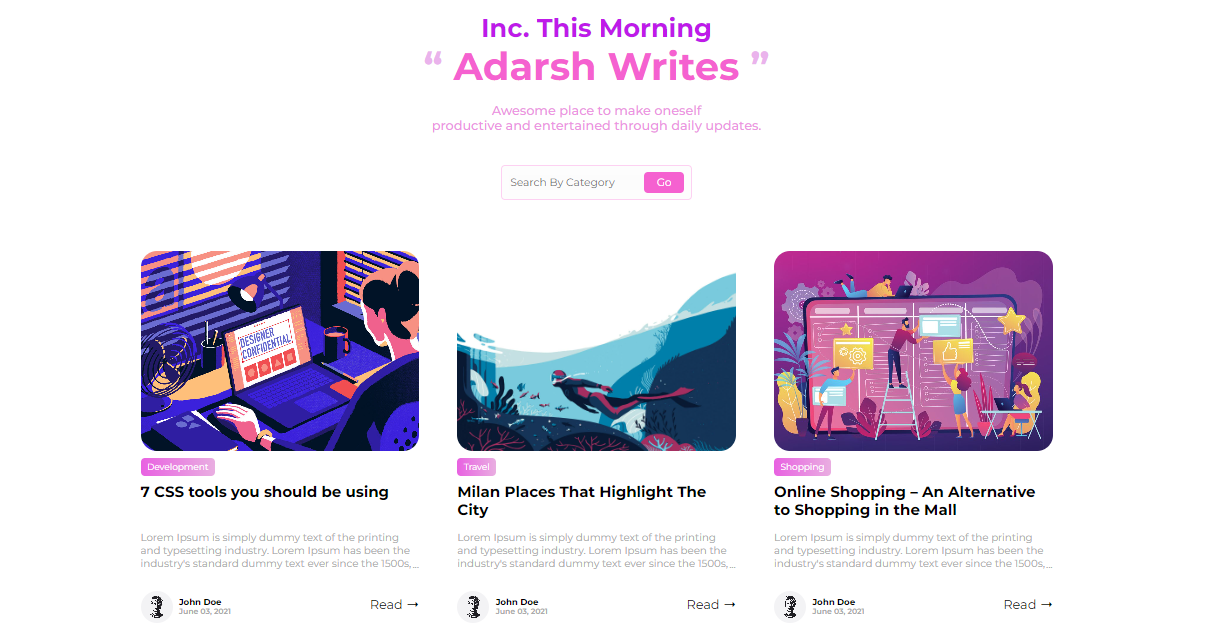 Inc. This Morning
“ Adarsh Writes ”
Awesome place to make oneself
productive and entertained through daily updates.
Search By Category
Go
DESIGNER
CONFIDENTIAL
Development
7 CSS tools you should be using
Lorem Ipsum is simply dummy text of the printing
and typesetting industry. Lorem Ipsum has been the
industry's standard dummy text ever since the 1500s,...
John Doe
June 03, 2021
Read →
Travel
Milan Places That Highlight The
City
Lorem Ipsum is simply dummy text of the printing
and typesetting industry. Lorem Ipsum has been the
industry's standard dummy text ever since the 1500s,...
John Doe
June 03, 2021
Read →
Shopping
Online Shopping – An Alternative
to Shopping in the Mall
Lorem Ipsum is simply dummy text of the printing
and typesetting industry. Lorem Ipsum has been the
industry's standard dummy text ever since the 1500s,...
John Doe
June 03, 2021
Read →